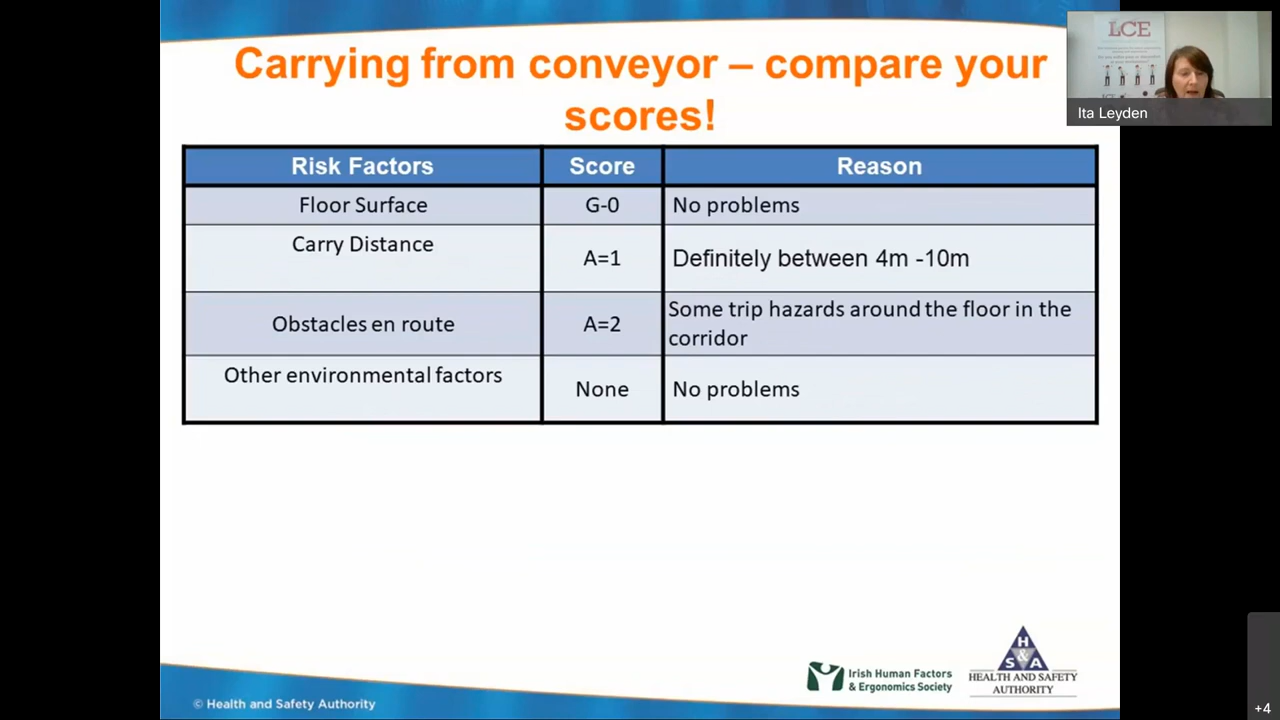 Carrying from conveyor – compare your
scores!
Risk Factors Score Reason
Floor Surface G-0 No problems
Carry Distance A=1 Definitely between 4m -10m
Obstacles en route A=2 Some trip hazards around the floor in the
corridor
Other environmental factors None No problems
LCE
Ita Leyden
Irish Human Factors
& Ergonomics Society
H
S & A
HEALTH AND SAFETY
AUTHORITY
© Health and Safety Authority
+4